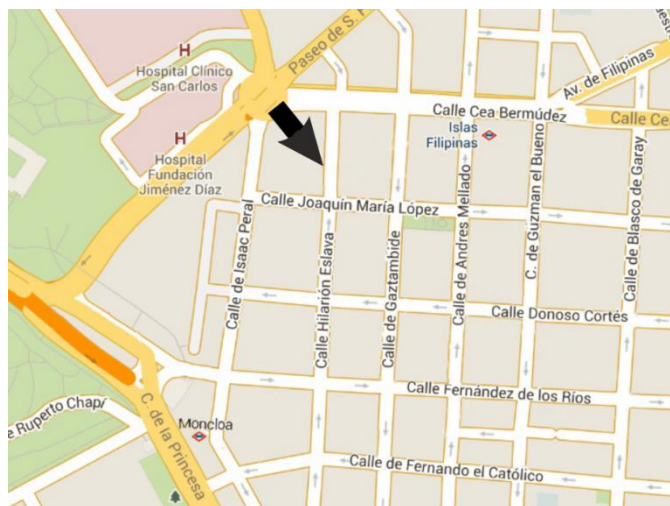 H
Hospital Clínico
San Carlos
Paseo de S. F
Av. de Filipinas
Calle Cea Bermúdez
Calle Ce
Islas
Filipinas
H
Hospital
Fundación
Jiménez Díaz
Calle Joaquín María López
Calle de Isaac Peral
Calle Hilarión Eslava
Calle de Gaztambide
Calle de Andres Mellado
C. de Guzman el Bueno
Calle de Blasco de Garay
Calle Donoso Cortés
Calle Fernández de los Ríos
e Ruperto Chapí
C. de la Princesa
Moncloa
Calle de Fernando el Católico